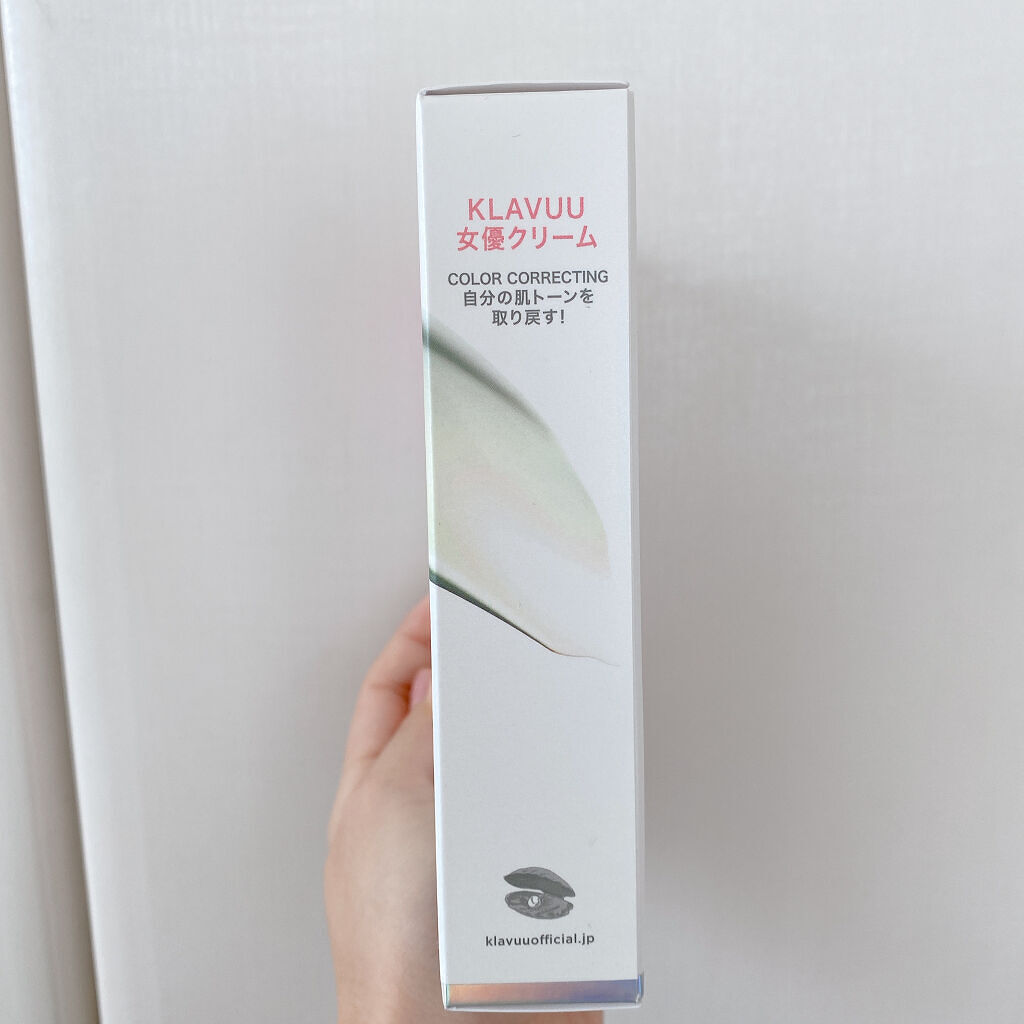 KLAVUU
女優クリーム
COLOR CORRECTING
自分の肌トーンを
取り戻す!
klavuuofficial.jp